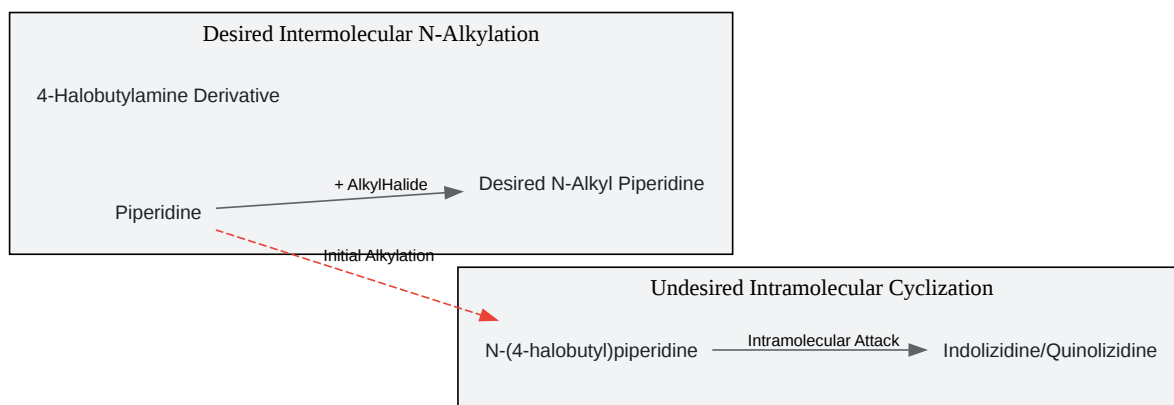 Desired Intermolecular N-Alkylation
4-Halobutylamine Derivative
+ AlkylHalide
Desired N-Alkyl Piperidine
Piperidine
Initial Alkylation
Undesired Intramolecular Cyclization
N-(4-halobutyl)piperidine
Intramolecular Attack
Indolizidine/Quinolizidine